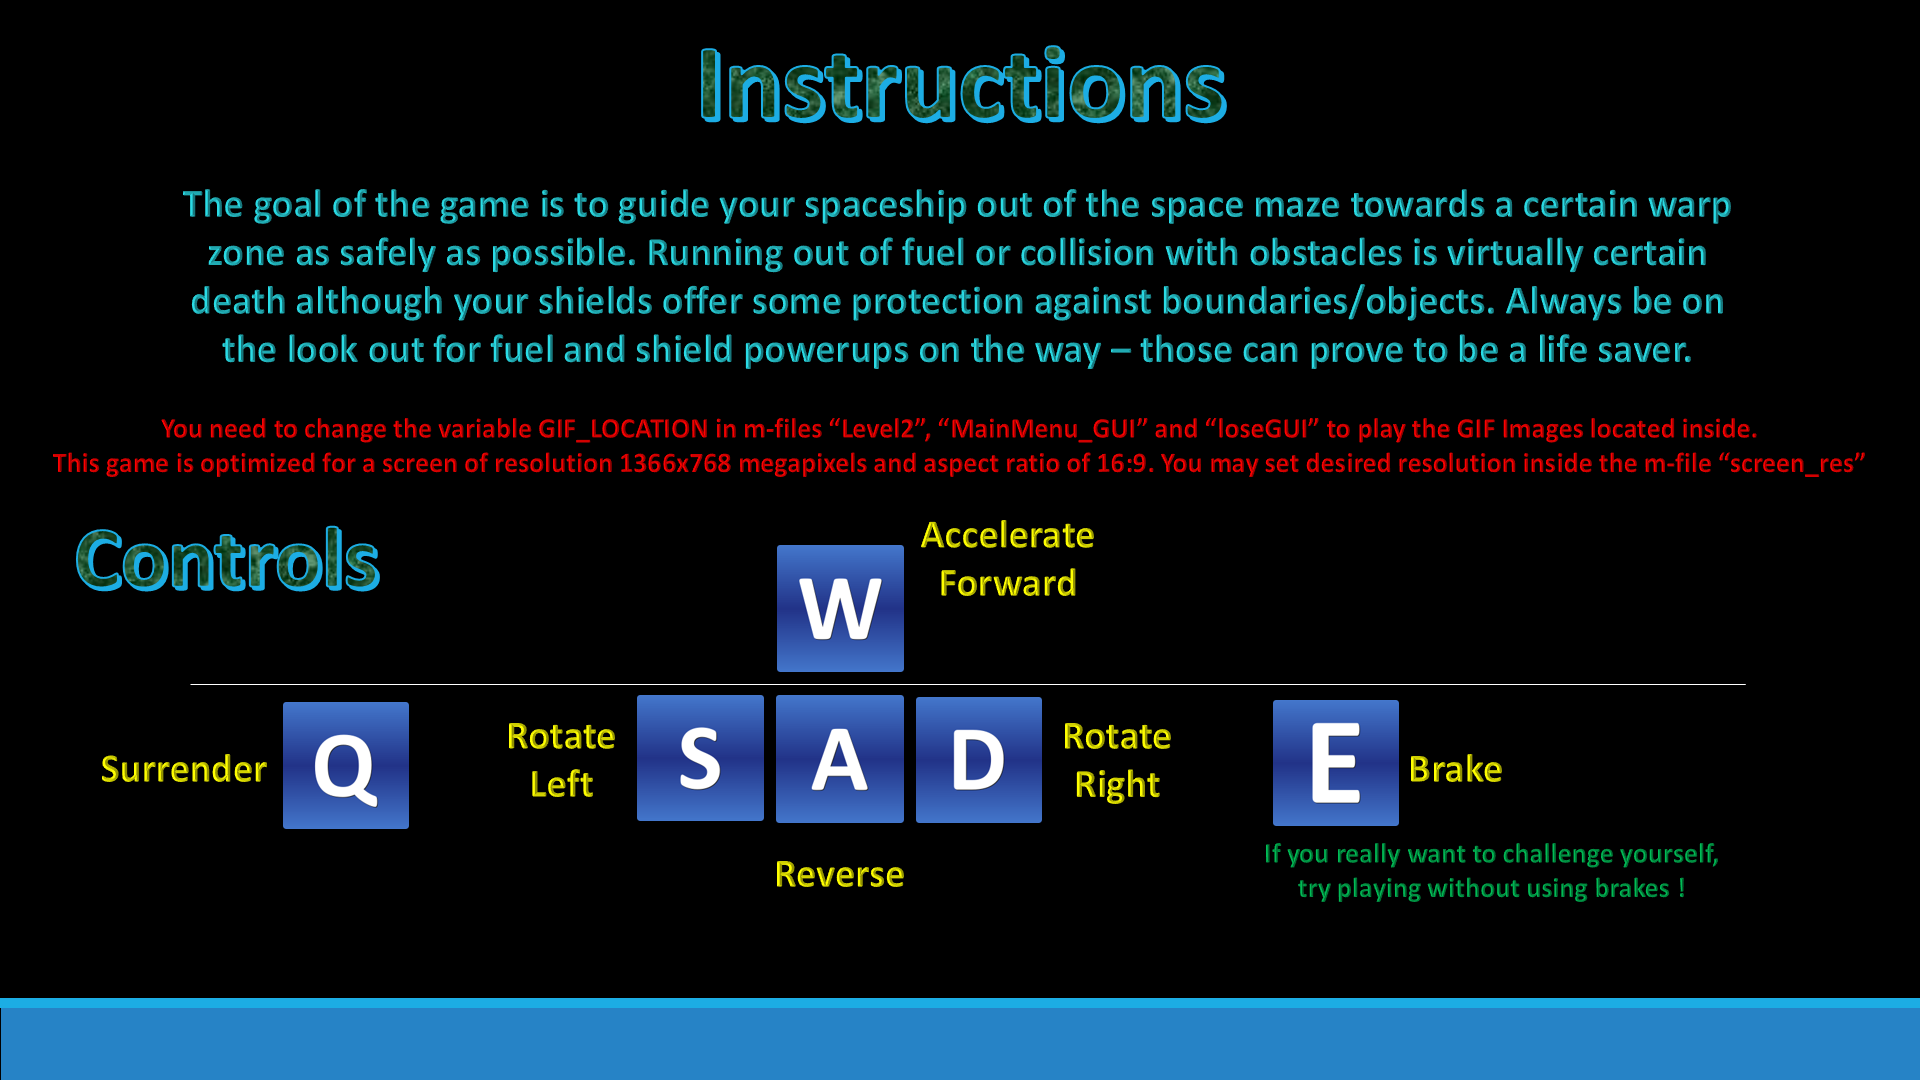 Instructions
The goal of the game is to guide your spaceship out of the space maze towards a certain warp
zone as safely as possible. Running out of fuel or collision with obstacles is virtually certain
death although your shields offer some protection against boundaries/objects. Always be on
the look out for fuel and shield powerups on the way – those can prove to be a life saver.
You need to change the variable GIF_LOCATION in m-files “Level2”, “MainMenu_GUI” and “loseGUI” to play the GIF Images located inside.
This game is optimized for a screen of resolution 1366x768 megapixels and aspect ratio of 16:9. You may set desired resolution inside the m-file “screen_res”
Controls
W
Accelerate
Forward
Surrender
Q
Rotate
Left
S
A
D
Rotate
Right
E
Brake
Reverse
If you really want to challenge yourself,
try playing without using brakes !